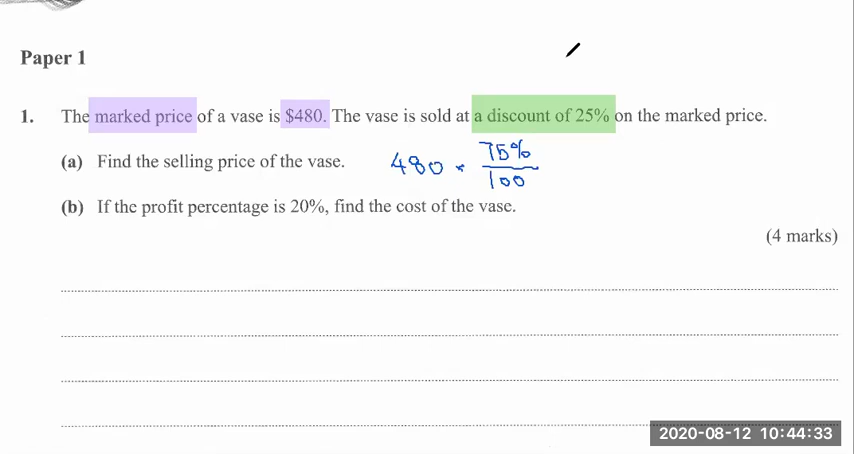 Paper 1
1. The marked price of a vase is $480. The vase is sold at a discount of 25% on the marked price.
(a) Find the selling price of the vase. 480 × 75%/100
(b) If the profit percentage is 20%, find the cost of the vase.
(4 marks)
2020-08-12 10:44:33